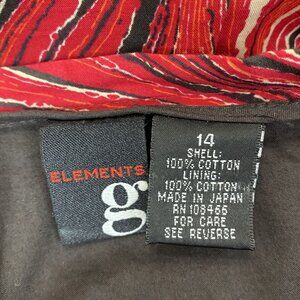 ELEMENTS
g
14
SHELL:
100% COTTON
LINING:
100% COTTON
MADE IN JAPAN
RN 108466
FOR CARE
SEE REVERSE